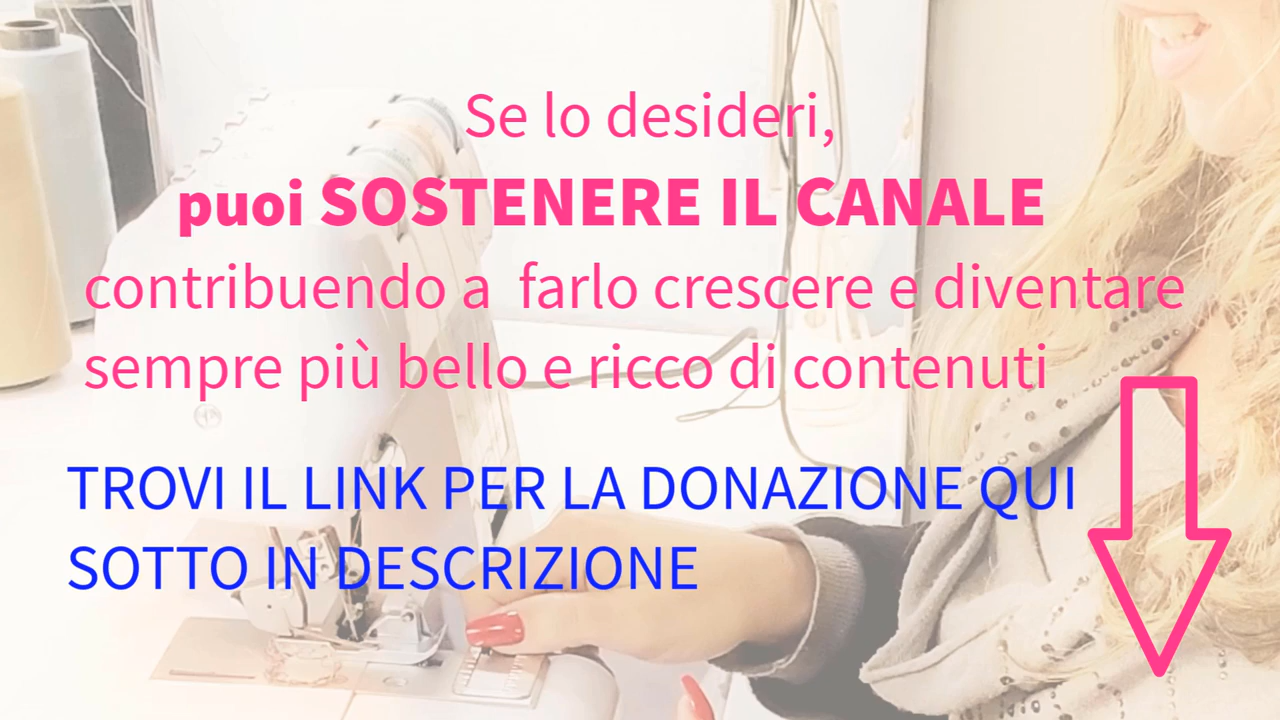 Se lo desideri,
puoi SOSTENERE IL CANALE
contribuendo a farlo crescere e diventare
sempre più bello e ricco di contenuti
TROVI IL LINK PER LA DONAZIONE QUI
SOTTO IN DESCRIZIONE